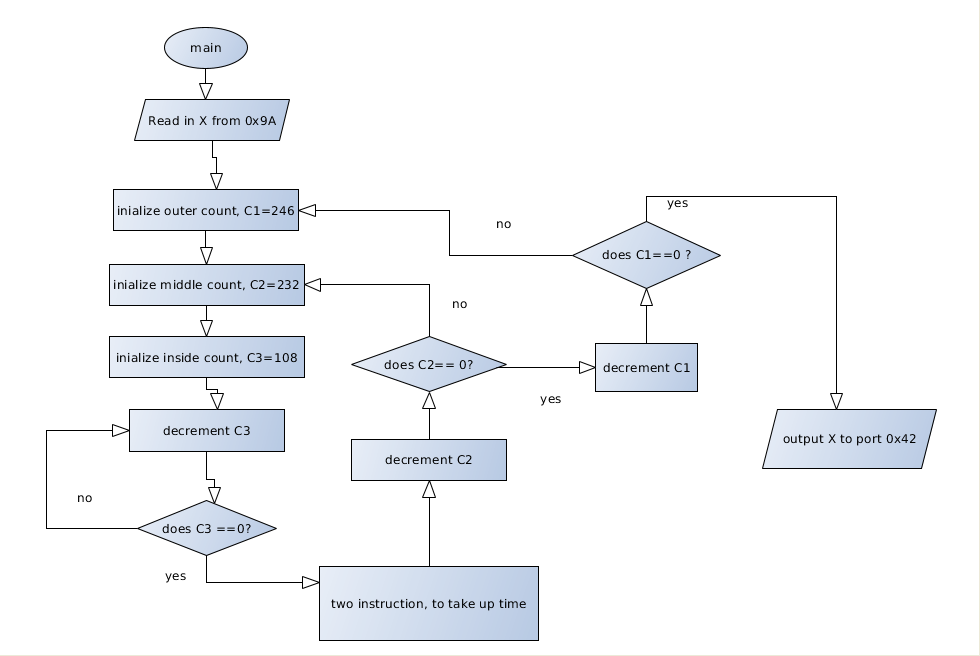 main
Read in X from 0x9A
inialize outer count, C1=246
inialize middle count, C2=232
inialize inside count, C3=108
decrement C3
no
does C3 ==0?
yes
two instruction, to take up time
decrement C2
does C2== 0?
no
yes
decrement C1
does C1==0 ?
no
yes
output X to port 0x42